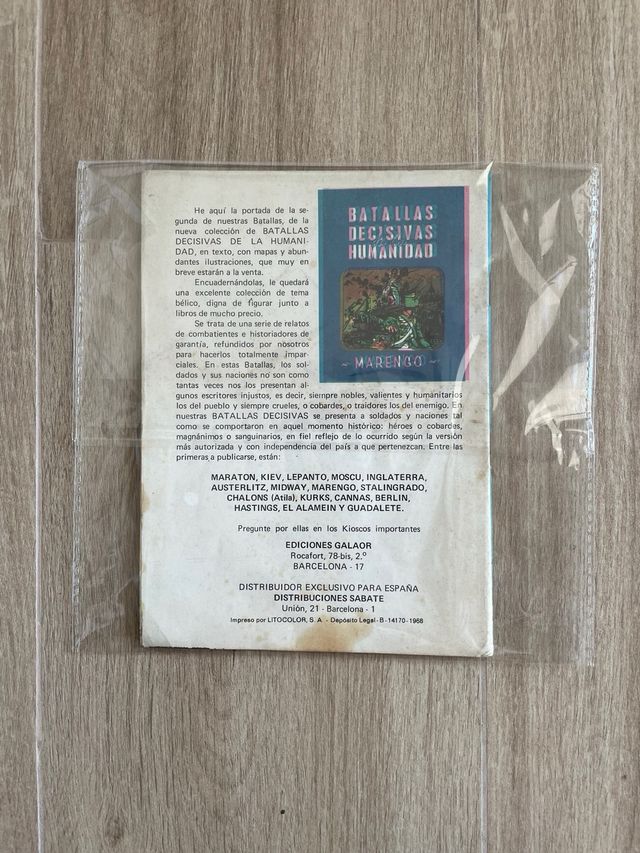 He aquí la portada de la se-
gunda de nuestras Batallas, de la
nueva colección de BATALLAS
DECISIVAS DE LA HUMANI-
DAD, en texto, con mapas y abun-
dantes ilustraciones, que muy en
breve estarán a la venta.
Encuadernándolas, le quedará
una excelente colección de tema
bélico, digna de figurar junto a
libros de mucho precio.
Se trata de una serie de relatos
de combatientes e historiadores de
garantía, refundidos por nosotros
para hacerlos totalmente impar-
ciales. En estas Batallas, los sol-
dados y sus naciones no son como
tantas veces nos los presentan al-
gunos escritores injustos, es decir, siempre nobles, valientes y humanitarios
los del pueblo y siempre crueles, o cobardes, o traidores los del enemigo. En
nuestras BATALLAS DECISIVAS se presenta a soldados y naciones tal
como se comportaron en aquel momento histórico: héroes o cobardes,
magnánimos o sanguinarios, en fiel reflejo de lo ocurrido según la versión
más autorizada y con independencia del país a que pertenezcan. Entre las
primeras a publicarse, están:
BATALLAS
DECISIVAS
HUMANIDAD
~ MARENGO ~
MARATON, KIEV, LEPANTO, MOSCU, INGLATERRA,
AUSTERLITZ, MIDWAY, MARENGO, STALINGRADO,
CHALONS (Atila), KURKS, CANNAS, BERLIN,
HASTINGS, EL ALAMEIN Y GUADALETE.
Pregunte por ellas en los Kioscos importantes
EDICIONES GALAOR
Rocafort, 78-bis, 2.º
BARCELONA - 17
DISTRIBUIDOR EXCLUSIVO PARA ESPAÑA
DISTRIBUCIONES SABATE
Unión, 21 - Barcelona - 1
Impreso por LITOCOLOR, S. A. - Depósito Legal - B - 14170 - 1968